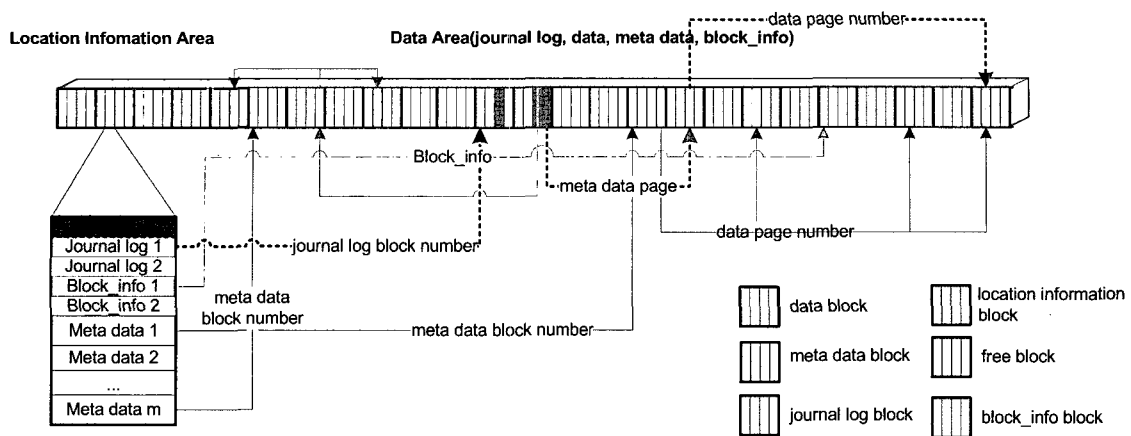 data page number
Location Infomation Area
Data Area(journal log, data, meta data, block_info)
Block_info
meta data page
Journal log 1
journal log block number
Journal log 2
data page number
Block_info 1
Block_info 2
meta data
block number
Meta data 1
meta data block number
Meta data 2
...
Meta data m
data block
location information
block
meta data block
free block
journal log block
block_info block